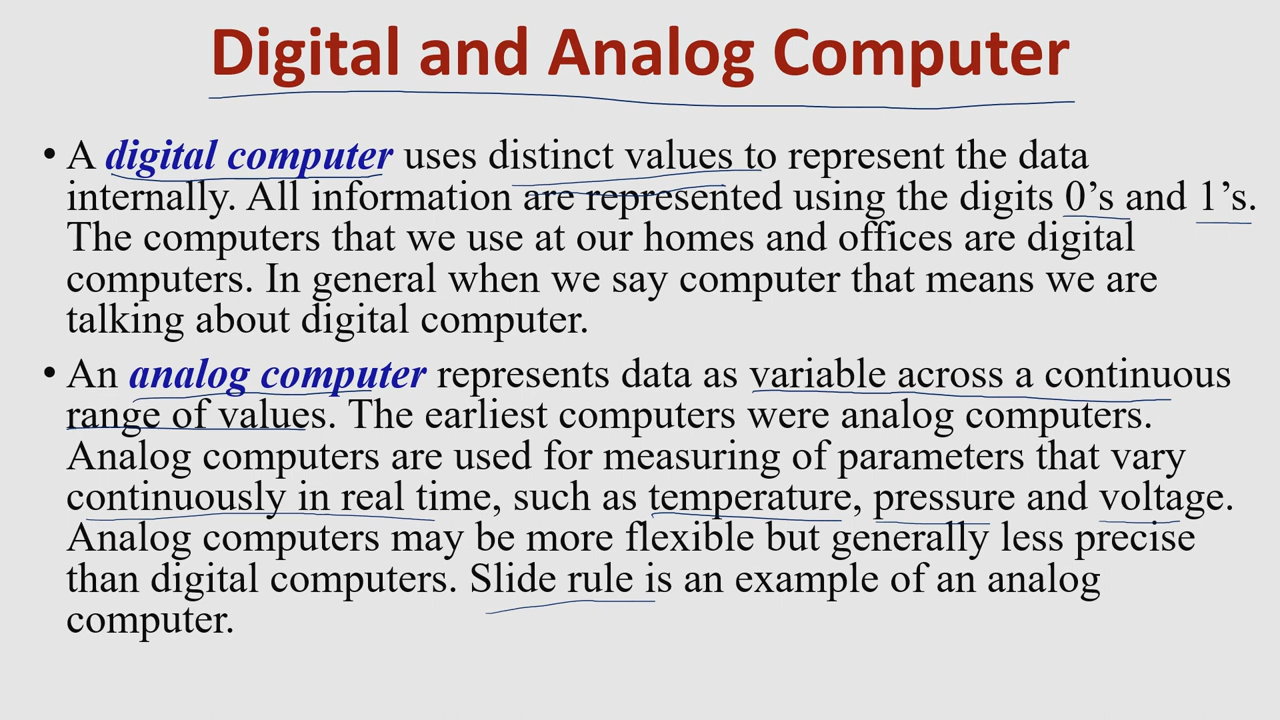 Digital and Analog Computer
• A digital computer uses distinct values to represent the data
internally. All information are represented using the digits 0’s and 1’s.
The computers that we use at our homes and offices are digital
computers. In general when we say computer that means we are
talking about digital computer.
• An analog computer represents data as variable across a continuous
range of values. The earliest computers were analog computers.
Analog computers are used for measuring of parameters that vary
continuously in real time, such as temperature, pressure and voltage.
Analog computers may be more flexible but generally less precise
than digital computers. Slide rule is an example of an analog
computer.